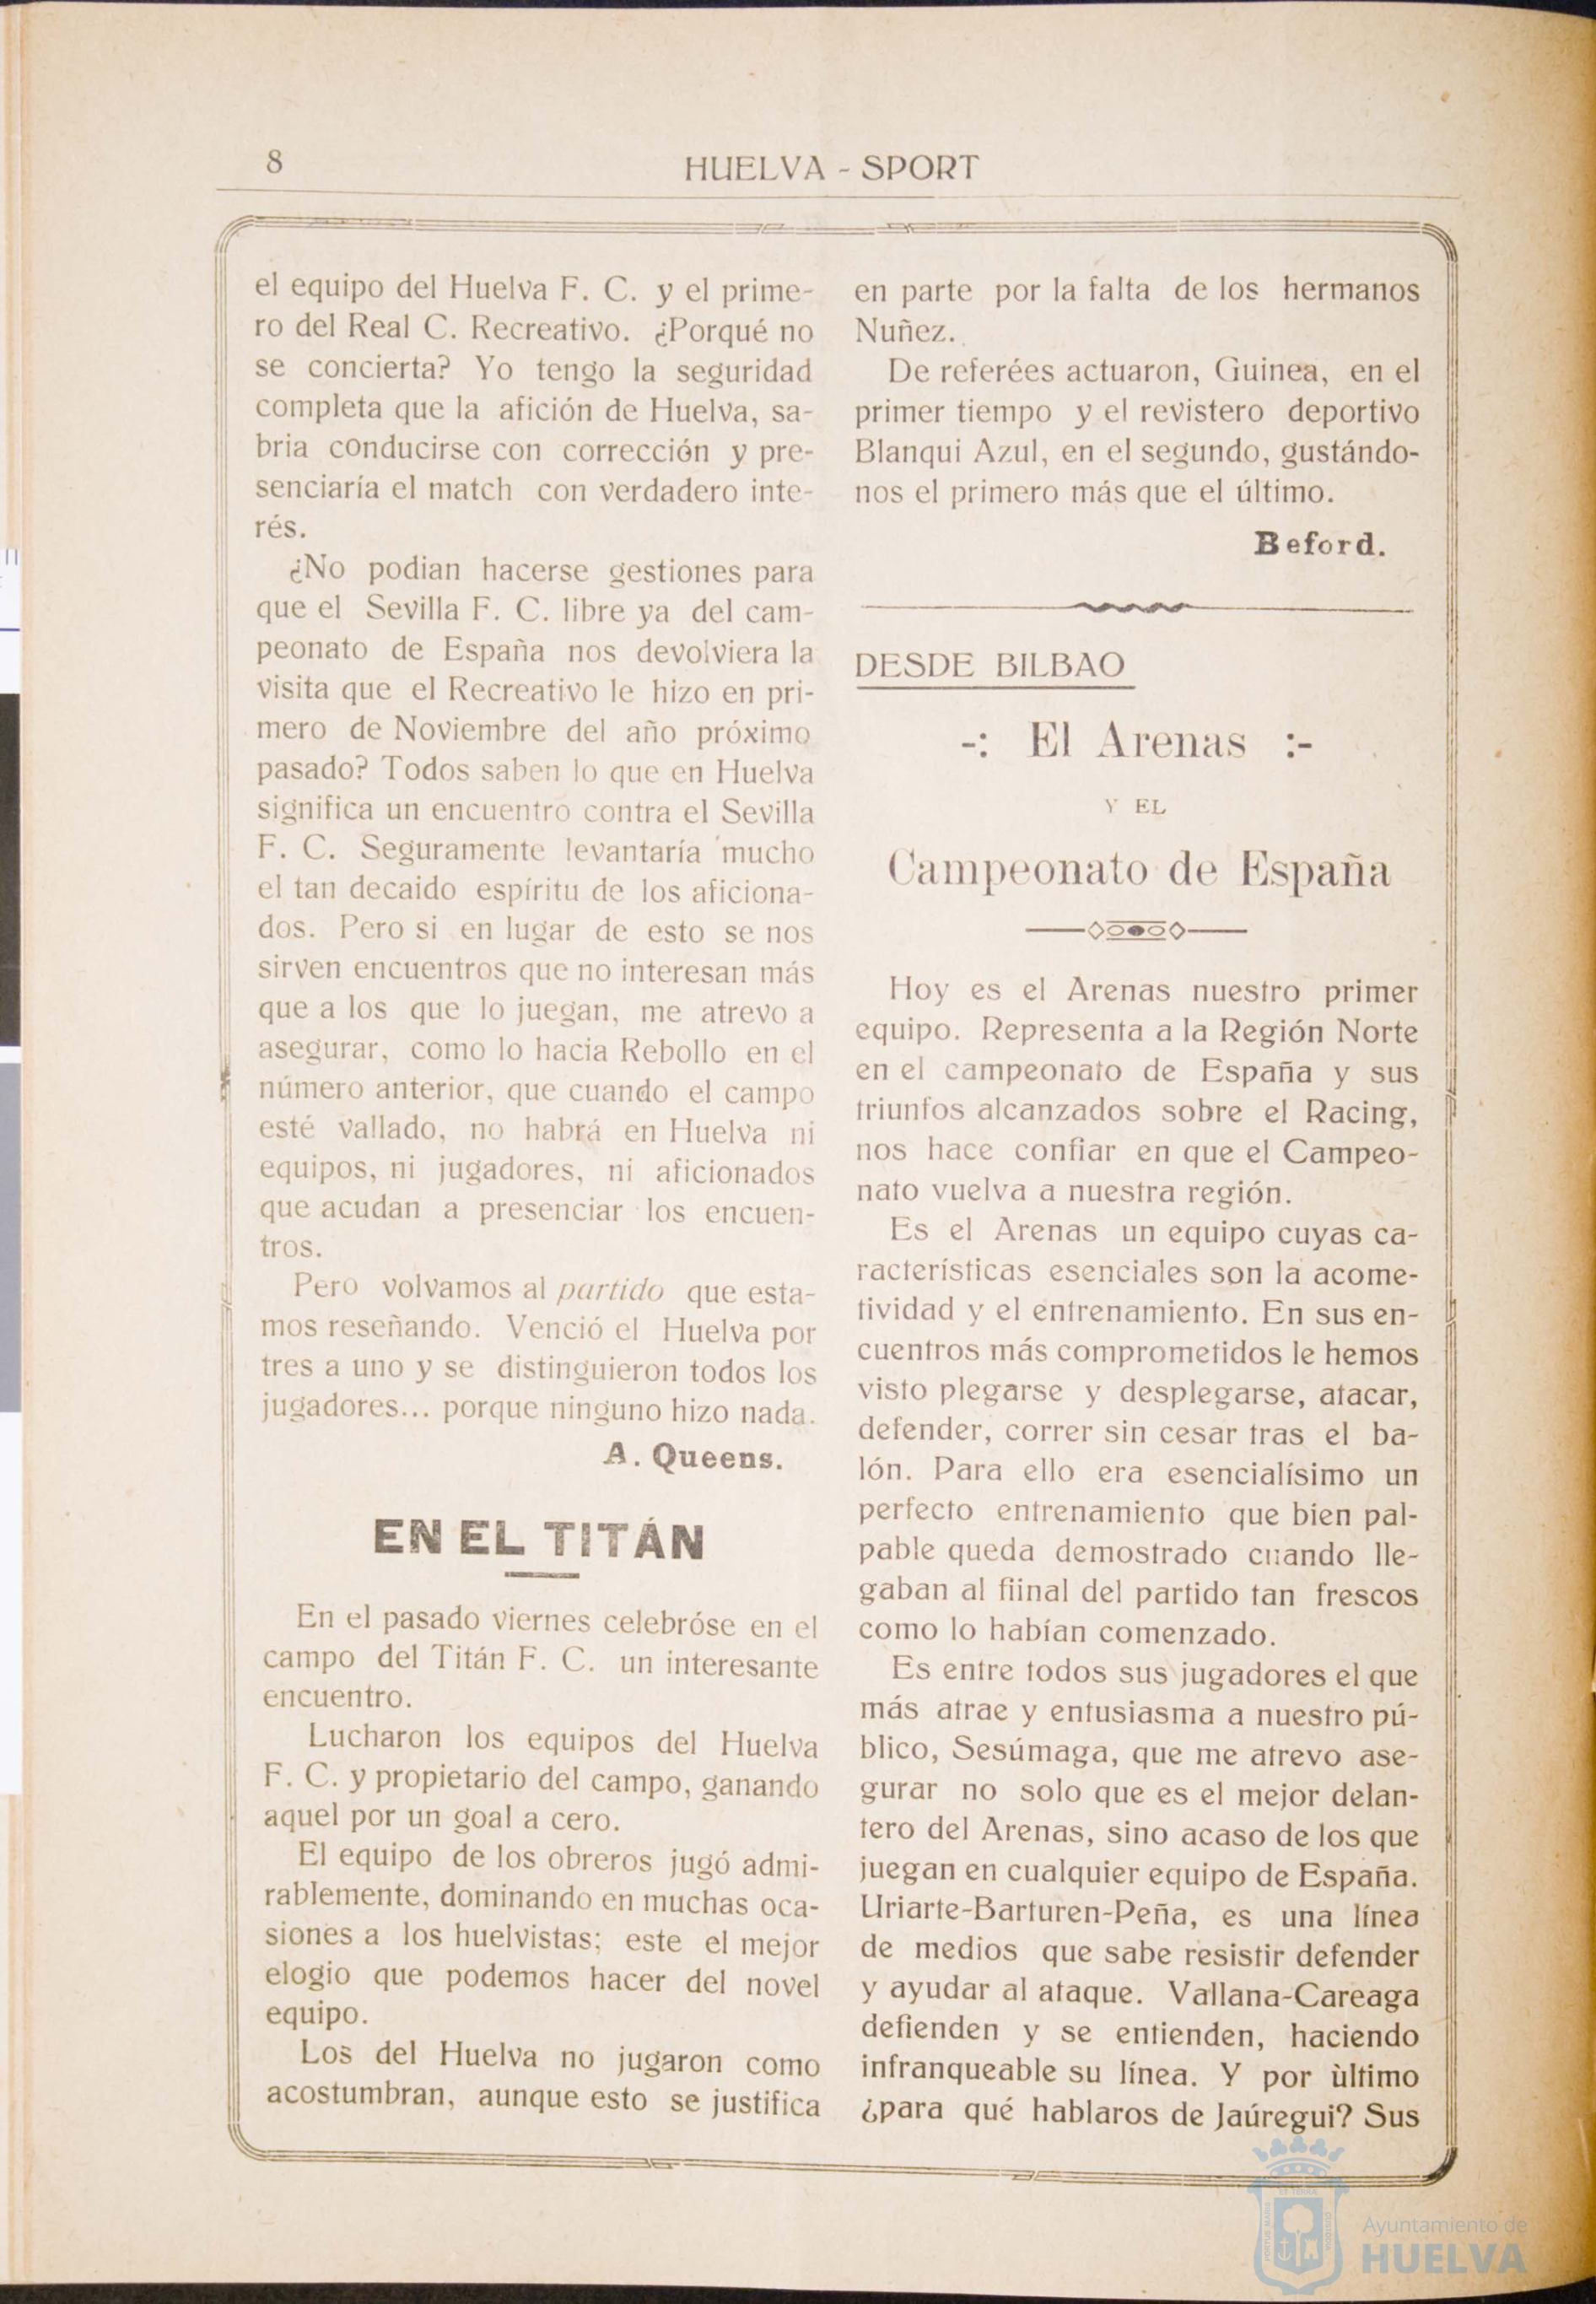 8
HUELVA - SPORT
el equipo del Huelva F. C. y el prime-
ro del Real C. Recreativo. ¿Porqué no
se concierta? Yo tengo la seguridad
completa que la afición de Huelva, sa-
bria conducirse con corrección y pre-
senciaría el match con verdadero inte-
rés.
¿No podian hacerse gestiones para
que el Sevilla F. C. libre ya del cam-
peonato de España nos devolviera la
visita que el Recreativo le hizo en pri-
mero de Noviembre del año próximo
pasado? Todos saben lo que en Huelva
significa un encuentro contra el Sevilla
F. C. Seguramente levantaría mucho
el tan decaido espíritu de los aficiona-
dos. Pero si en lugar de esto se nos
sirven encuentros que no interesan más
que a los que lo juegan, me atrevo a
asegurar, como lo hacia Rebollo en el
número anterior, que cuando el campo
esté vallado, no habrá en Huelva ni
equipos, ni jugadores, ni aficionados
que acudan a presenciar los encuen-
tros.
Pero volvamos al partido que esta-
mos reseñando. Venció el Huelva por
tres a uno y se distinguieron todos los
jugadores... porque ninguno hizo nada.
A. Queens.
EN EL TITÁN
En el pasado viernes celebróse en el
campo del Titán F. C. un interesante
encuentro.
Lucharon los equipos del Huelva
F. C. y propietario del campo, ganando
aquel por un goal a cero.
El equipo de los obreros jugó admi-
rablemente, dominando en muchas oca-
siones a los huelvistas; este el mejor
elogio que podemos hacer del novel
equipo.
Los del Huelva no jugaron como
acostumbran, aunque esto se justifica
en parte por la falta de los hermanos
Nuñez.
De referées actuaron, Guinea, en el
primer tiempo y el revistero deportivo
Blanqui Azul, en el segundo, gustándo-
nos el primero más que el último.
Beford.
DESDE BILBAO
-: El Arenas :-
Y EL
Campeonato de España
Hoy es el Arenas nuestro primer
equipo. Representa a la Región Norte
en el campeonato de España y sus
triunfos alcanzados sobre el Racing,
nos hace confiar en que el Campeo-
nato vuelva a nuestra región.
Es el Arenas un equipo cuyas ca-
racterísticas esenciales son la acome-
tividad y el entrenamiento. En sus en-
cuentros más comprometidos le hemos
visto plegarse y desplegarse, atacar,
defender, correr sin cesar tras el ba-
lón. Para ello era esencialísimo un
perfecto entrenamiento que bien pal-
pable queda demostrado cuando lle-
gaban al fiinal del partido tan frescos
como lo habían comenzado.
Es entre todos sus jugadores el que
más atrae y entusiasma a nuestro pú-
blico, Sesúmaga, que me atrevo ase-
gurar no solo que es el mejor delan-
tero del Arenas, sino acaso de los que
juegan en cualquier equipo de España.
Uriarte-Barturen-Peña, es una línea
de medios que sabe resistir defender
y ayudar al ataque. Vallana-Careaga
defienden y se entienden, haciendo
infranqueable su línea. Y por ùltimo
¿para qué hablaros de Jaúregui? Sus
Ayuntamiento de
HUELVA